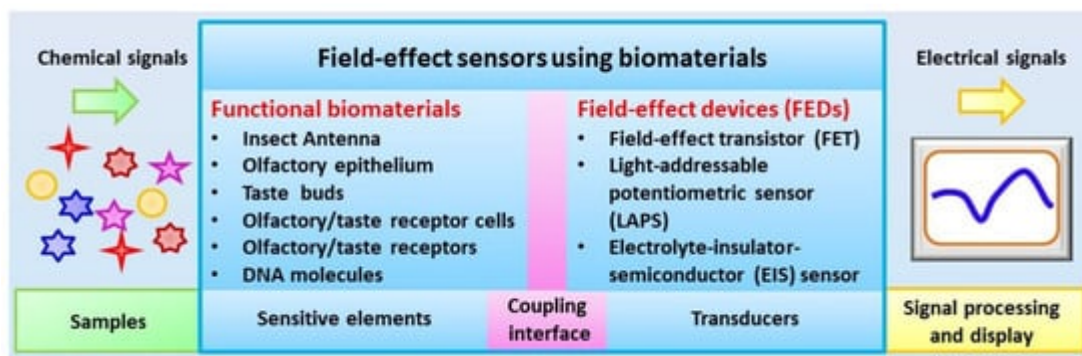 Chemical signals
Field-effect sensors using biomaterials
Electrical signals
Functional biomaterials
• Insect Antenna
• Olfactory epithelium
• Taste buds
• Olfactory/taste receptor cells
• Olfactory/taste receptors
• DNA molecules
Field-effect devices (FEDs)
• Field-effect transistor (FET)
• Light-addressable
potentiometric sensor
(LAPS)
• Electrolyte-insulator-
semiconductor (EIS) sensor
Samples
Sensitive elements
Coupling
interface
Transducers
Signal processing
and display